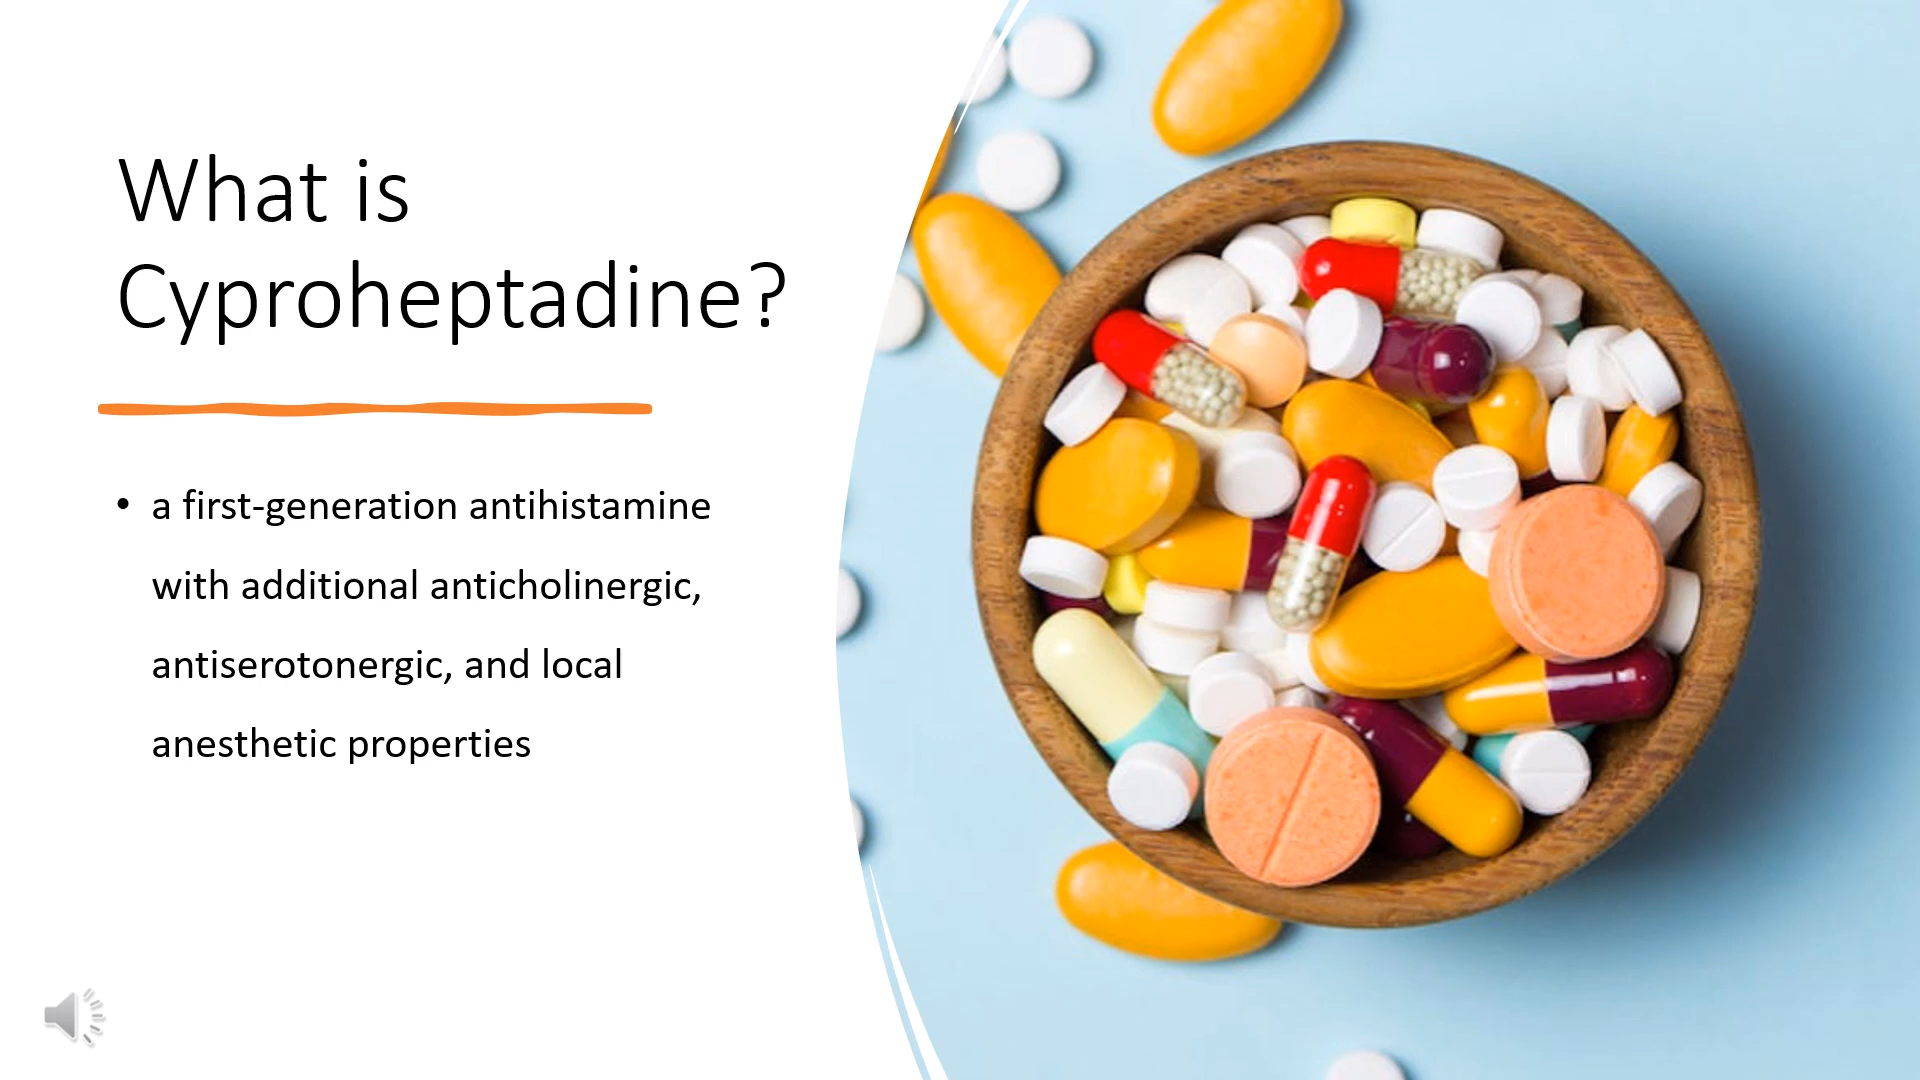 What is
Cyproheptadine?
• a first-generation antihistamine
with additional anticholinergic,
antiserotonergic, and local
anesthetic properties